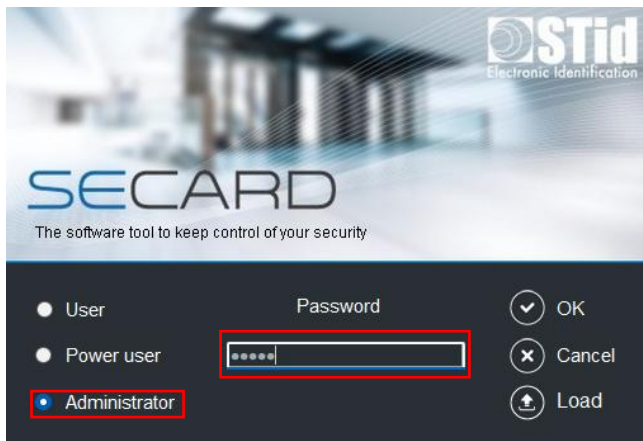 STid
Electronic Identification
SECARD
The software tool to keep control of your security
User
Password
OK
Power user
•••••
Cancel
Administrator
Load